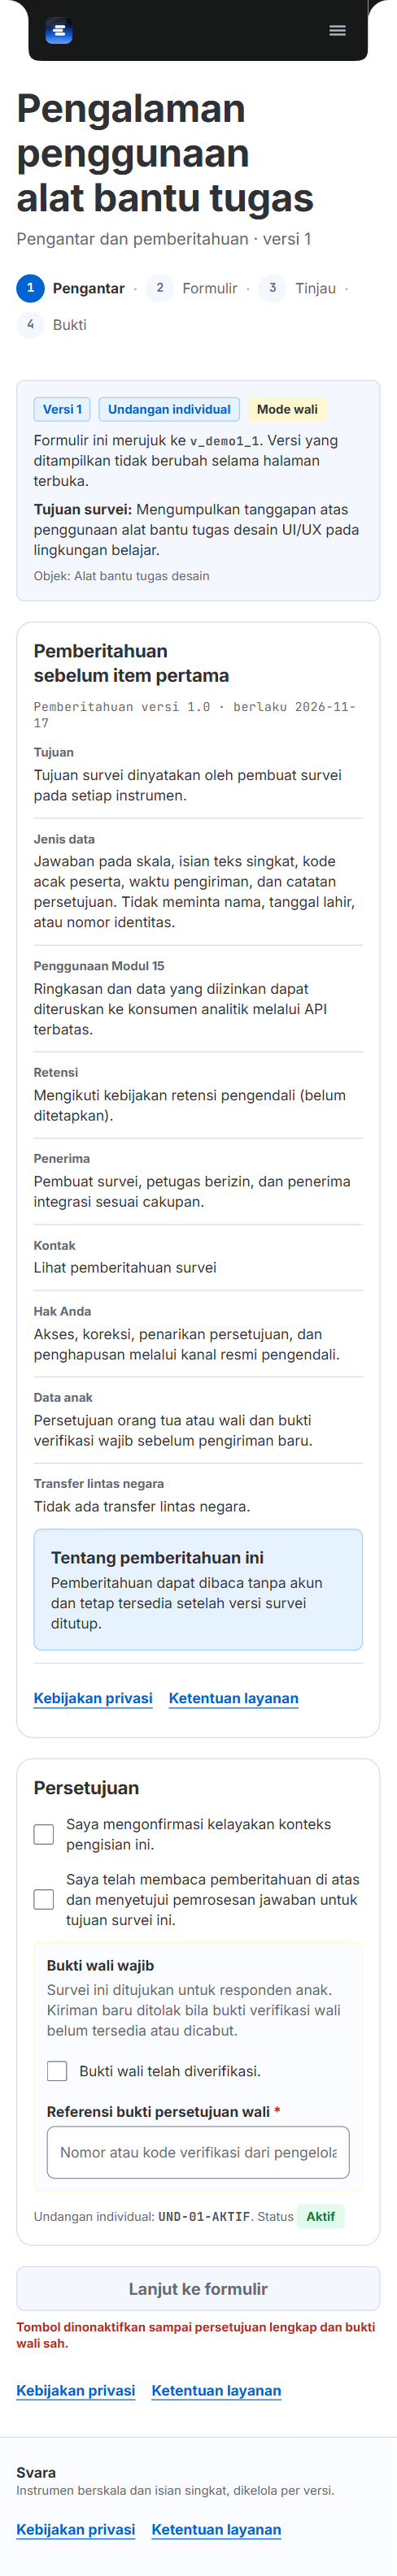 Pengalaman
penggunaan
alat bantu tugas
Pengantar dan pemberitahuan · versi 1
1 Pengantar · 2 Formulir · 3 Tinjau ·
4 Bukti
Versi 1 Undangan individual Mode wali
Formulir ini merujuk ke v_demo1_1. Versi yang
ditampilkan tidak berubah selama halaman
terbuka.
Tujuan survei: Mengumpulkan tanggapan atas
penggunaan alat bantu tugas desain UI/UX pada
lingkungan belajar.
Objek: Alat bantu tugas desain
Pemberitahuan
sebelum item pertama
Pemberitahuan versi 1.0 · berlaku 2026-11-
17
Tujuan
Tujuan survei dinyatakan oleh pembuat survei
pada setiap instrumen.
Jenis data
Jawaban pada skala, isian teks singkat, kode
acak peserta, waktu pengiriman, dan catatan
persetujuan. Tidak meminta nama, tanggal lahir,
atau nomor identitas.
Penggunaan Modul 15
Ringkasan dan data yang diizinkan dapat
diteruskan ke konsumen analitik melalui API
terbatas.
Retensi
Mengikuti kebijakan retensi pengendali (belum
ditetapkan).
Penerima
Pembuat survei, petugas berizin, dan penerima
integrasi sesuai cakupan.
Kontak
Lihat pemberitahuan survei
Hak Anda
Akses, koreksi, penarikan persetujuan, dan
penghapusan melalui kanal resmi pengendali.
Data anak
Persetujuan orang tua atau wali dan bukti
verifikasi wajib sebelum pengiriman baru.
Transfer lintas negara
Tidak ada transfer lintas negara.
Tentang pemberitahuan ini
Pemberitahuan dapat dibaca tanpa akun
dan tetap tersedia setelah versi survei
ditutup.
Kebijakan privasi Ketentuan layanan
Persetujuan
Saya mengonfirmasi kelayakan konteks
pengisian ini.
Saya telah membaca pemberitahuan di atas
dan menyetujui pemrosesan jawaban untuk
tujuan survei ini.
Bukti wali wajib
Survei ini ditujukan untuk responden anak.
Kiriman baru ditolak bila bukti verifikasi wali
belum tersedia atau dicabut.
Bukti wali telah diverifikasi.
Referensi bukti persetujuan wali *
Nomor atau kode verifikasi dari pengelola
Undangan individual: UND-01-AKTIF. Status Aktif
Lanjut ke formulir
Tombol dinonaktifkan sampai persetujuan lengkap dan bukti
wali sah.
Kebijakan privasi Ketentuan layanan
Svara
Instrumen berskala dan isian singkat, dikelola per versi.
Kebijakan privasi Ketentuan layanan